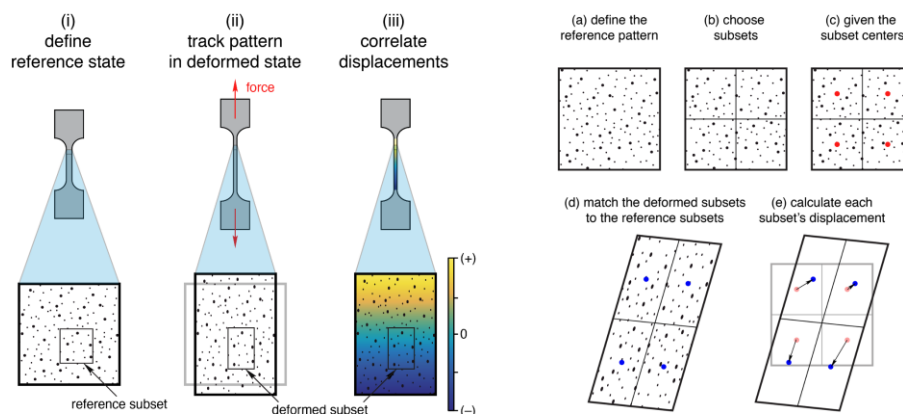 (i)
define
reference state
(ii)
track pattern
in deformed state
(iii)
correlate
displacements
force
(+)
0
(–)
reference subset
deformed subset
(a) define the
reference pattern
(b) choose
subsets
(c) given the
subset centers
(d) match the deformed subsets
to the reference subsets
(e) calculate each
subset's displacement